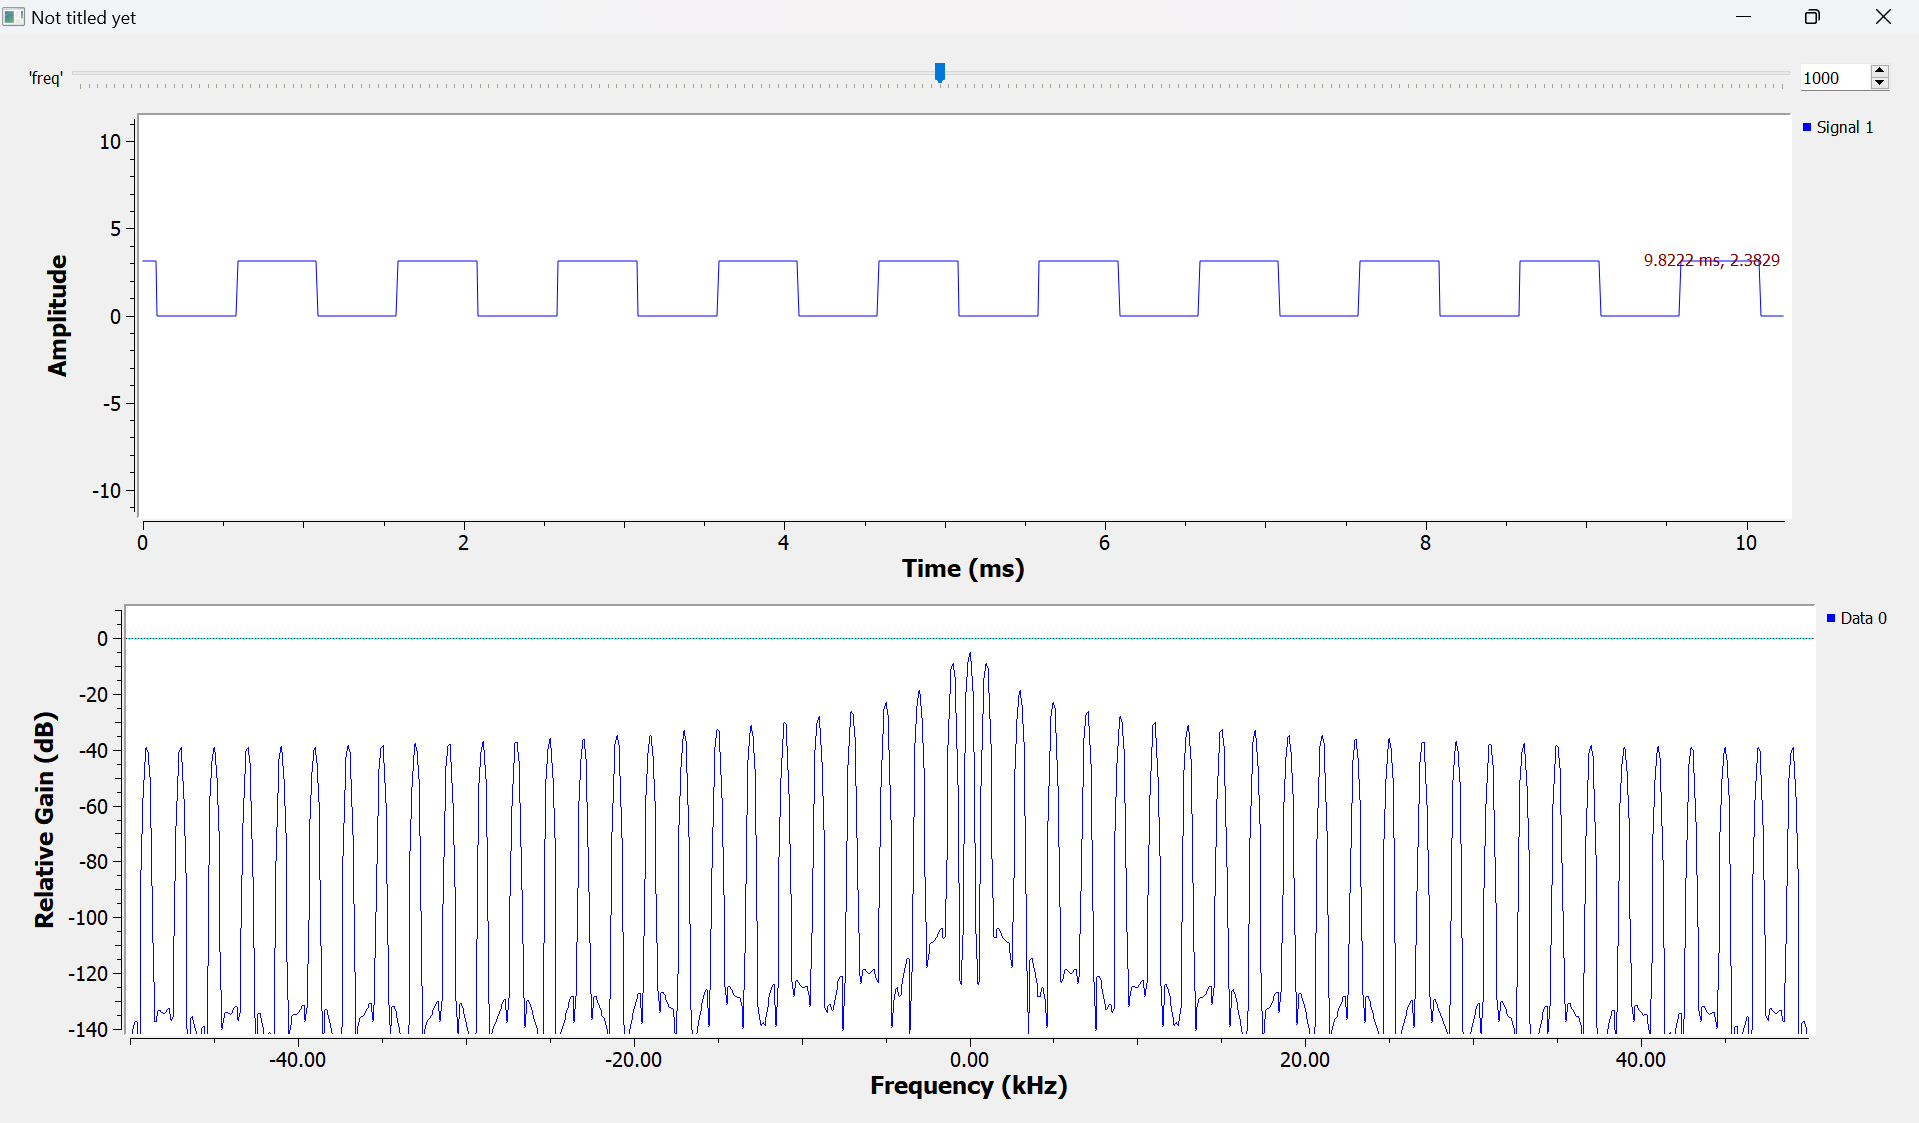 Not titled yet
'freq'
1000
Signal 1
10
5
0
-5
-10
Amplitude
9.8222 ms, 2.3829
0 2 4 6 8 10
Time (ms)
Data 0
0
-20
-40
-60
-80
-100
-120
-140
Relative Gain (dB)
-40.00 -20.00 0.00 20.00 40.00
Frequency (kHz)